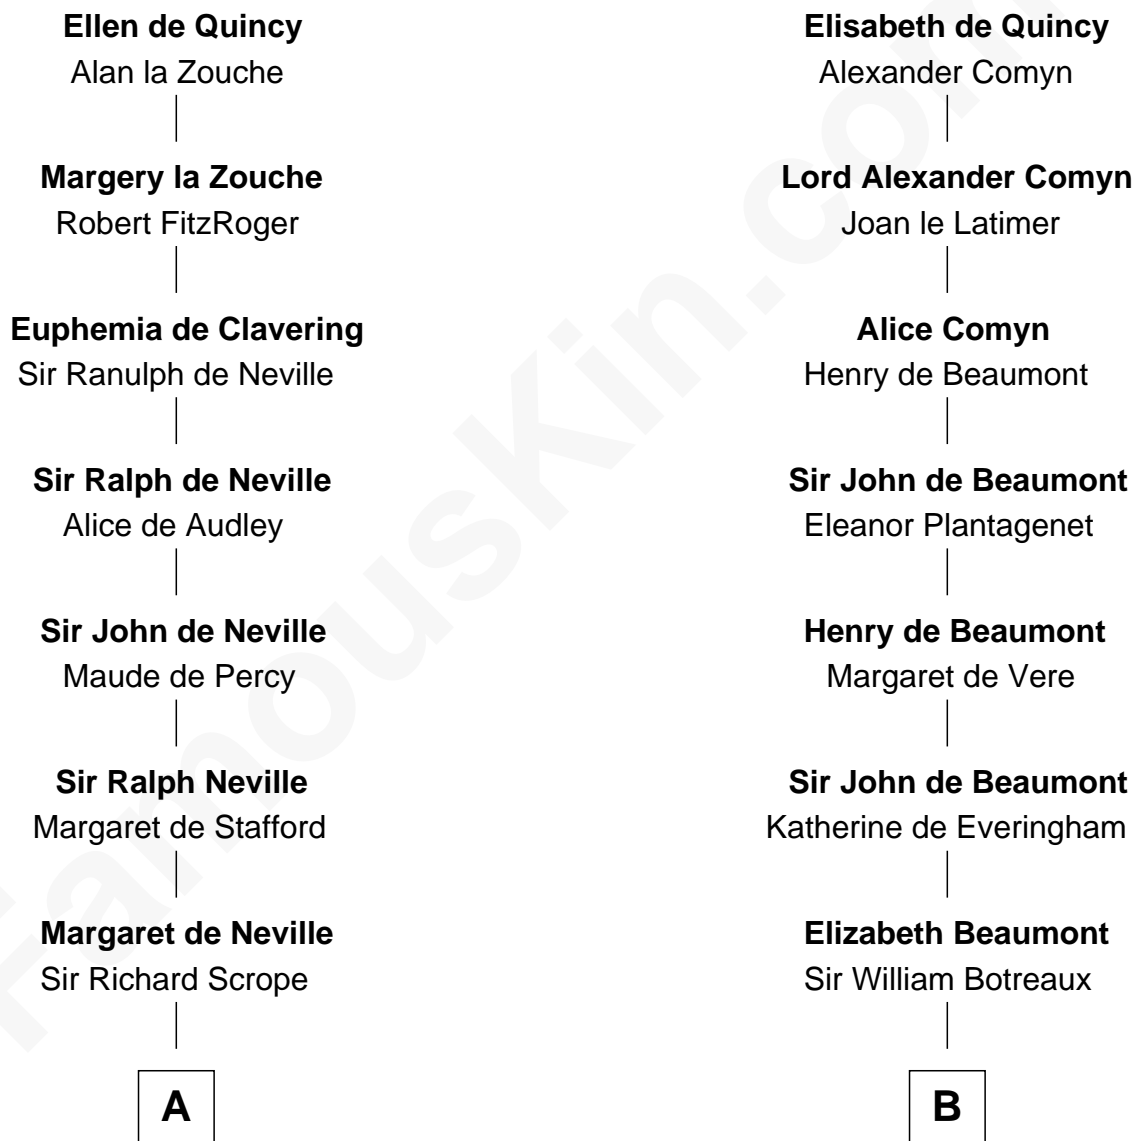 Ellen de Quincy
Alan la Zouche
Margery la Zouche
Robert FitzRoger
Euphemia de Clavering
Sir Ranulph de Neville
Sir Ralph de Neville
Alice de Audley
Sir John de Neville
Maude de Percy
Sir Ralph Neville
Margaret de Stafford
Margaret de Neville
Sir Richard Scrope
A
Elisabeth de Quincy
Alexander Comyn
Lord Alexander Comyn
Joan le Latimer
Alice Comyn
Henry de Beaumont
Sir John de Beaumont
Eleanor Plantagenet
Henry de Beaumont
Margaret de Vere
Sir John de Beaumont
Katherine de Everingham
Elizabeth Beaumont
Sir William Botreaux
B
FamousKin.com